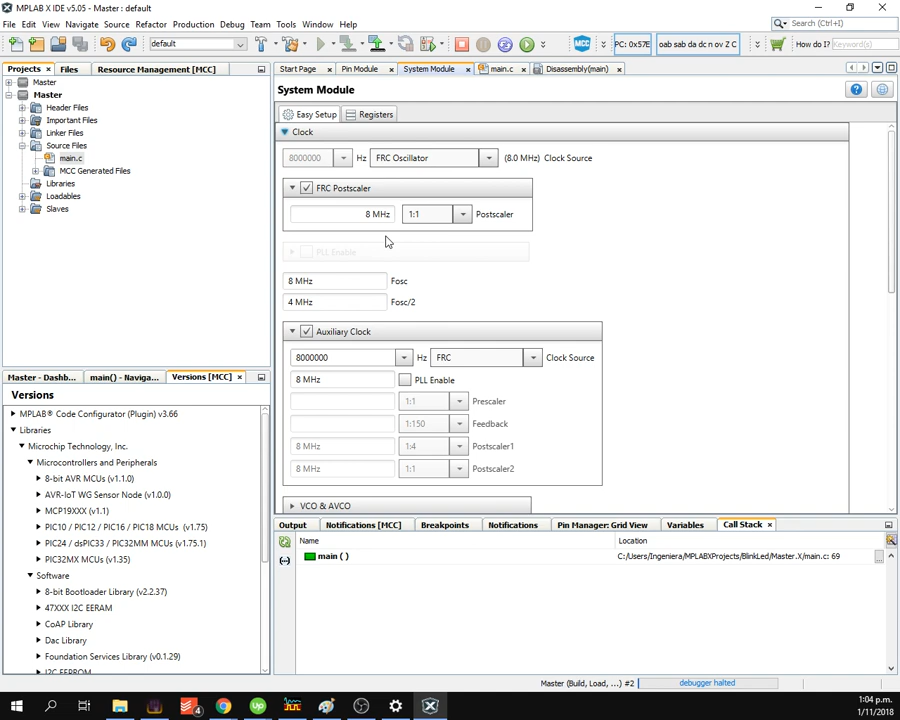 MPLAB X IDE v5.05 - Master : default
File Edit View Navigate Source Refactor Production Debug Team Tools Window Help
Search (Ctrl+I)
default
PC: 0x57E
oab sab da dc n ov Z C
How do I?
Keyword(s)
Projects
Files
Resource Management [MCC]
Master
Master
Header Files
Important Files
Linker Files
Source Files
main.c
MCC Generated Files
Libraries
Loadables
Slaves
Start Page
Pin Module
System Module
main.c
Disassembly(main)
System Module
Easy Setup
Registers
Clock
8000000 Hz FRC Oscillator (8.0 MHz) Clock Source
FRC Postscaler
8 MHz 1:1 Postscaler
PLL Enable
8 MHz Fosc
4 MHz Fosc/2
Auxiliary Clock
8000000 Hz FRC Clock Source
8 MHz PLL Enable
1:1 Prescaler
1:150 Feedback
8 MHz 1:4 Postscaler1
8 MHz 1:1 Postscaler2
VCO & AVCO
Master - Dashb...
main() - Naviga...
Versions [MCC]
Versions
MPLAB® Code Configurator (Plugin) v3.66
Libraries
Microchip Technology, Inc.
Microcontrollers and Peripherals
8-bit AVR MCUs (v1.1.0)
AVR-IoT WG Sensor Node (v1.0.0)
MCP19XXX (v1.1)
PIC10 / PIC12 / PIC16 / PIC18 MCUs (v1.75)
PIC24 / dsPIC33 / PIC32MM MCUs (v1.75.1)
PIC32MX MCUs (v1.35)
Software
8-bit Bootloader Library (v2.2.37)
47XXX I2C EERAM
CoAP Library
Dac Library
Foundation Services Library (v0.1.29)
I2C EEPROM
Output
Notifications [MCC]
Breakpoints
Notifications
Pin Manager: Grid View
Variables
Call Stack
Name Location
main ( ) C:/Users/Ingeniera/MPLABXProjects/BlinkLed/Master.X/main.c: 69
Master (Build, Load, ...) #2 debugger halted
4
1:04 p.m.
1/11/2018